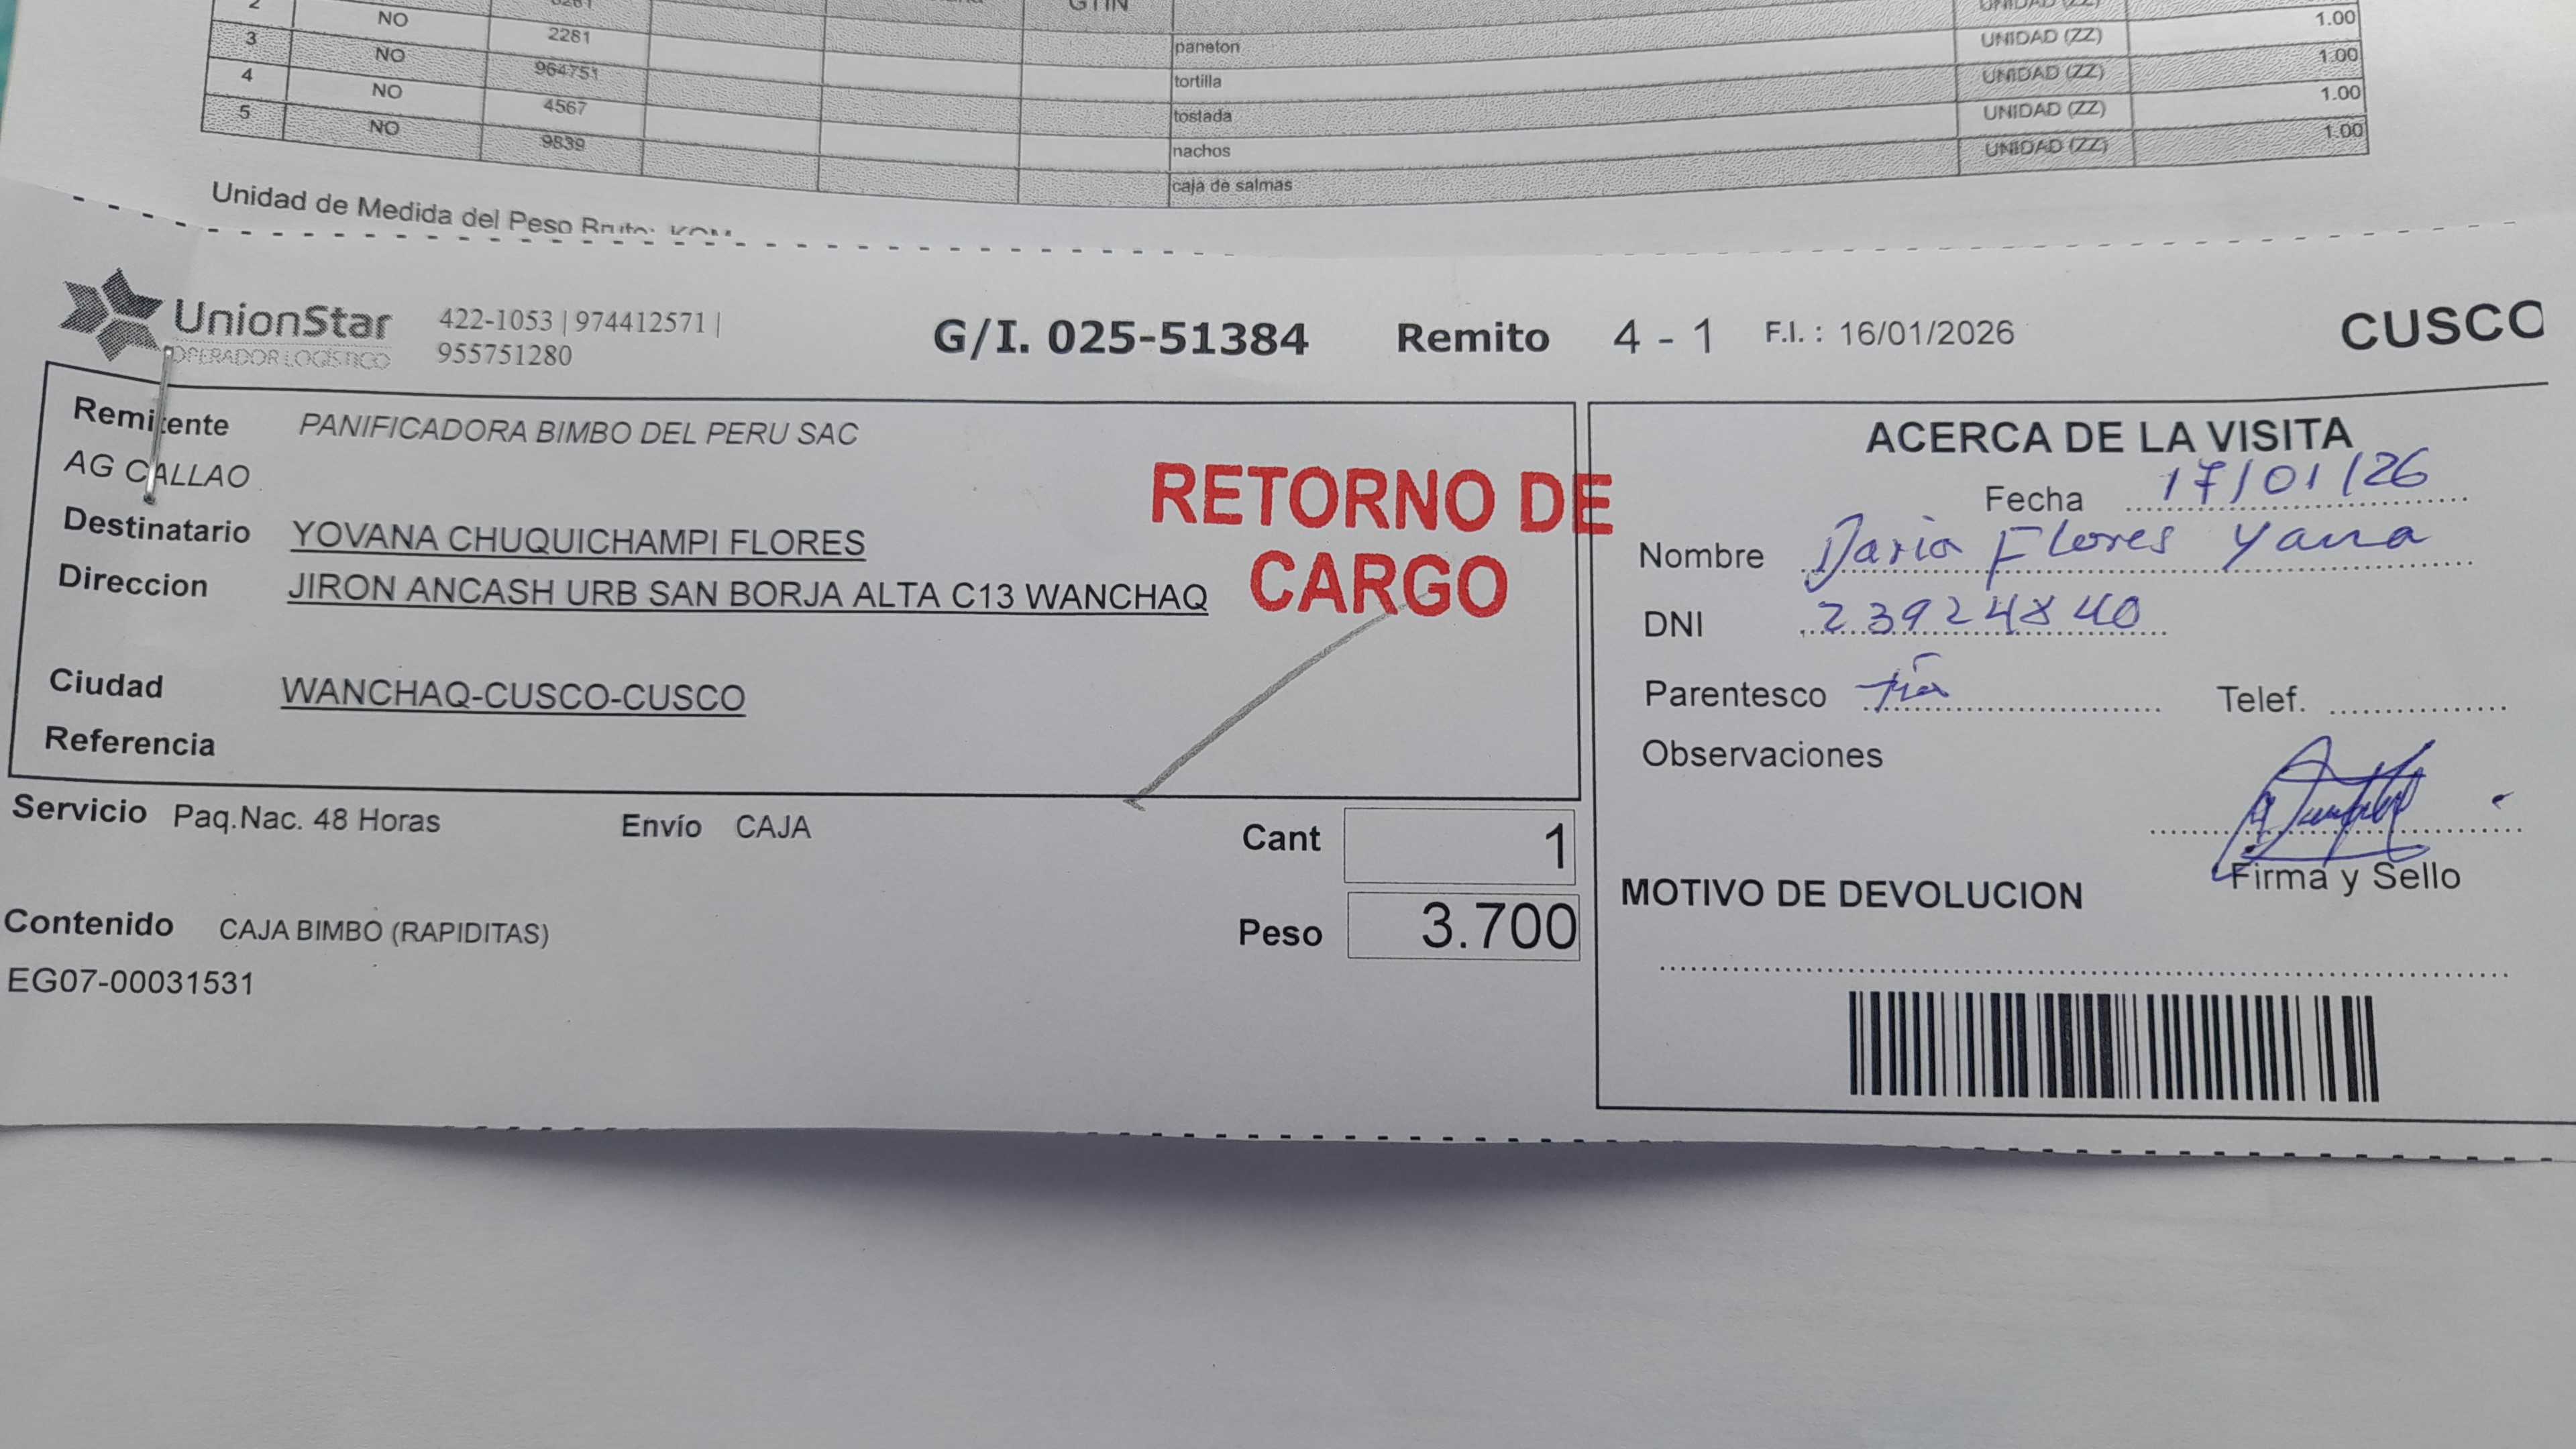 GTIN
2 NO 2281 paneton UNIDAD (ZZ) 1.00
3 NO 964751 tortilla UNIDAD (ZZ) 1.00
4 NO 4567 tostada UNIDAD (ZZ) 1.00
5 NO 9839 nachos UNIDAD (ZZ) 1.00
caja de salmas
Unidad de Medida del Peso Bruto: KGM
UnionStar
OPERADOR LOGÍSTICO
422-1053 | 974412571 |
955751280
G/I. 025-51384 Remito 4 - 1 F.I. : 16/01/2026 CUSCO
Remitente PANIFICADORA BIMBO DEL PERU SAC
AG CALLAO
Destinatario YOVANA CHUQUICHAMPI FLORES
Direccion JIRON ANCASH URB SAN BORJA ALTA C13 WANCHAQ
Ciudad WANCHAQ-CUSCO-CUSCO
Referencia
RETORNO DE
CARGO
Servicio Paq.Nac. 48 Horas Envío CAJA
Cant 1
Contenido CAJA BIMBO (RAPIDITAS)
Peso 3.700
EG07-00031531
ACERCA DE LA VISITA
Fecha 17/01/26
Nombre Daria Flores Yana
DNI 23924840
Parentesco tía Telef.
Observaciones
Firma y Sello
MOTIVO DE DEVOLUCION